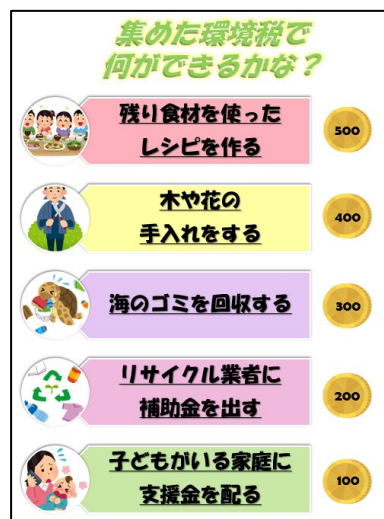 集めた環境税で
何ができるかな？
残り食材を使った
レシピを作る
500
木や花の
手入れをする
400
海のゴミを回収する
300
リサイクル業者に
補助金を出す
200
子どもがいる家庭に
支援金を配る
100